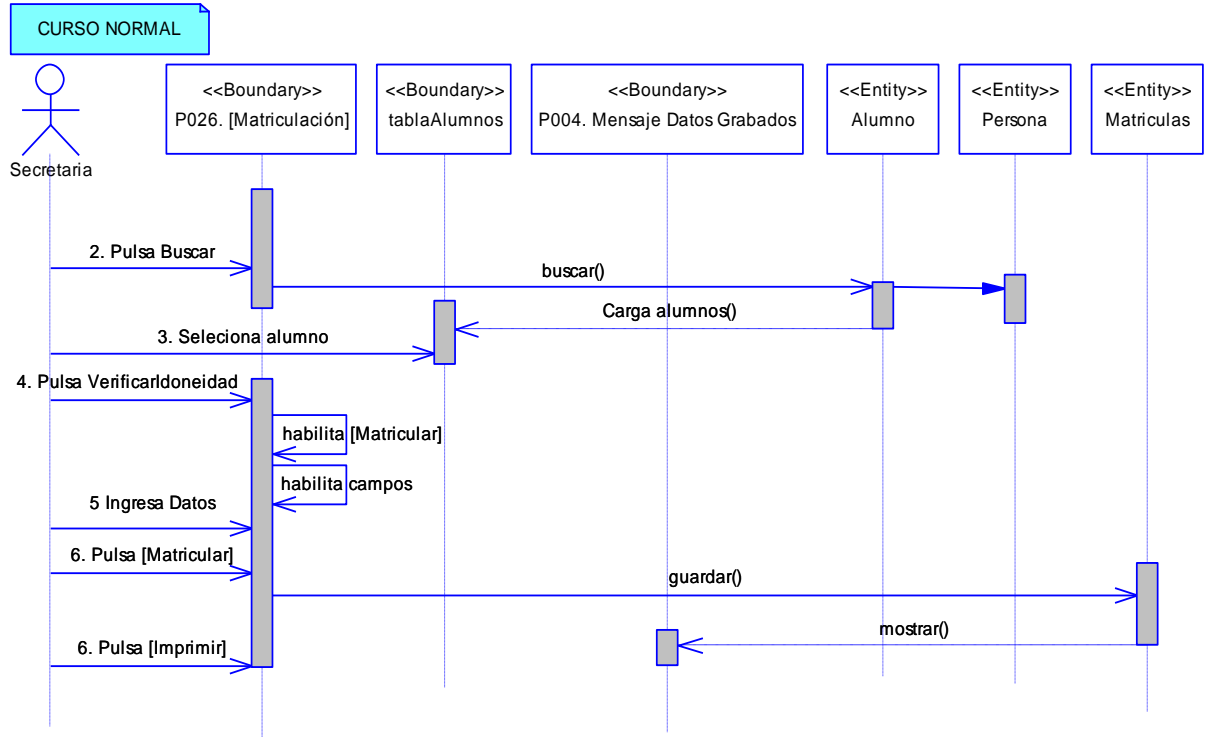 CURSO NORMAL
Secretaria
<<Boundary>>
P026. [Matriculación]
<<Boundary>>
tablaAlumnos
<<Boundary>>
P004. Mensaje Datos Grabados
<<Entity>>
Alumno
<<Entity>>
Persona
<<Entity>>
Matriculas
2. Pulsa Buscar
buscar()
Carga alumnos()
3. Seleciona alumno
4. Pulsa VerificarIdoneidad
habilita [Matricular]
habilita campos
5 Ingresa Datos
6. Pulsa [Matricular]
guardar()
mostrar()
6. Pulsa [Imprimir]